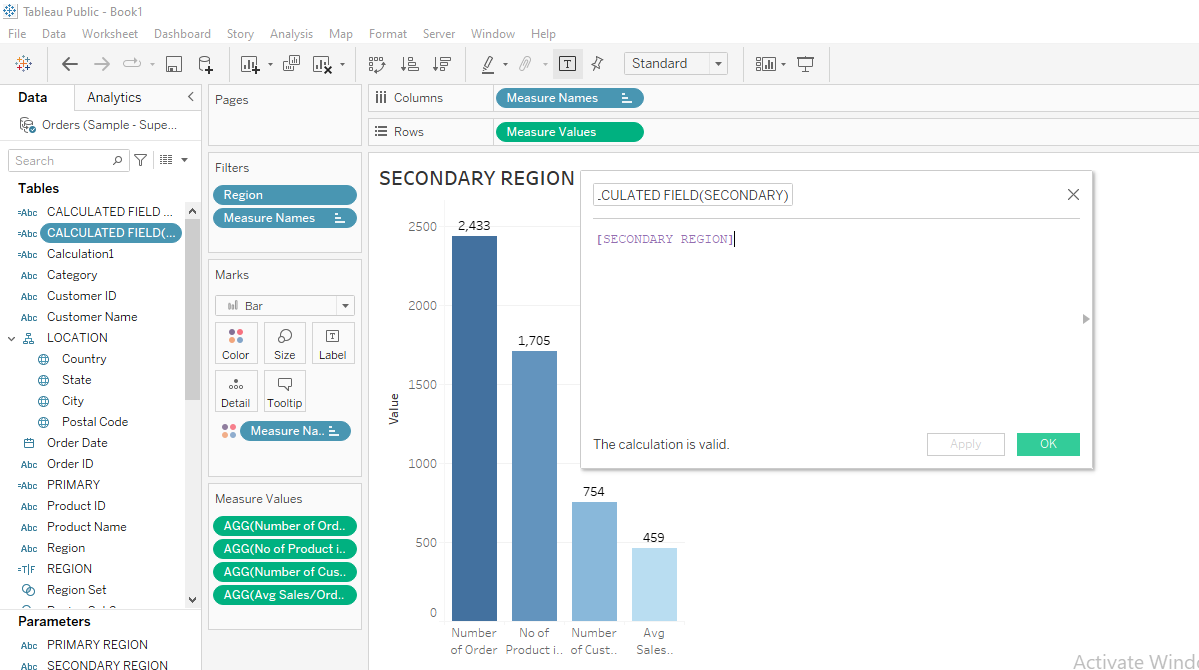 Tableau Public - Book1
File Data Worksheet Dashboard Story Analysis Map Format Server Window Help
Standard
Data Analytics
Orders (Sample - Supe...
Search
Tables
CALCULATED FIELD ...
CALCULATED FIELD(...
Calculation1
Category
Customer ID
Customer Name
LOCATION
Country
State
City
Postal Code
Order Date
Order ID
PRIMARY
Product ID
Product Name
Region
REGION
Region Set
Parameters
PRIMARY REGION
SECONDARY REGION
Pages
Filters
Region
Measure Names
Marks
Bar
Color Size Label
Detail Tooltip
Measure Na..
Measure Values
AGG(Number of Ord..
AGG(No of Product i..
AGG(Number of Cus..
AGG(Avg Sales/Ord..
Columns Measure Names
Rows Measure Values
SECONDARY REGION
2500
2000
1500
1000
500
0
Value
2,433
1,705
754
459
Number of Order
No of Product i..
Number of Cust..
Avg Sales..
.CULATED FIELD(SECONDARY)
[SECONDARY REGION]
The calculation is valid.
Apply OK
Activate Windo